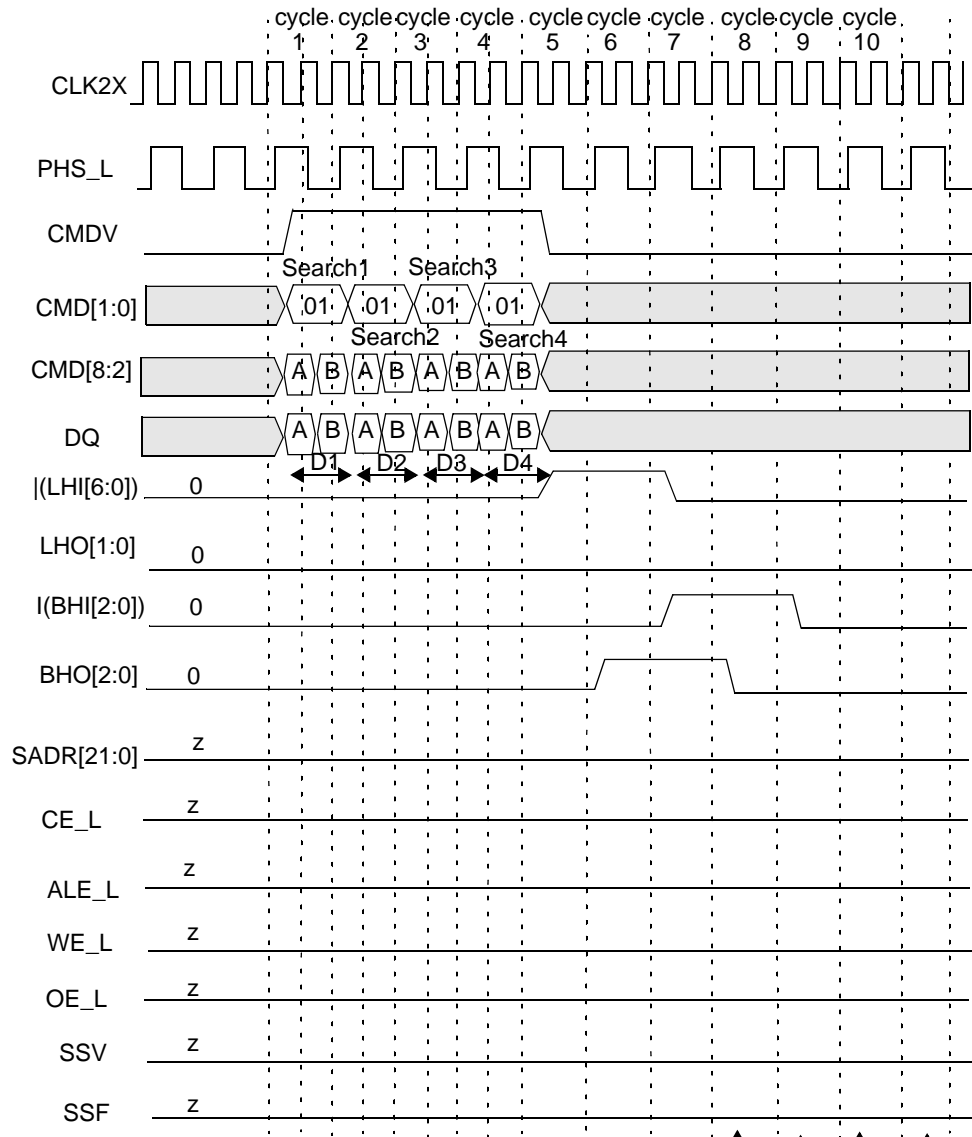 cycle cycle cycle cycle cycle cycle cycle cycle cycle cycle
1 2 3 4 5 6 7 8 9 10
CLK2X
PHS_L
CMDV
Search1 Search3
CMD[1:0] 01 01 01 01
Search2 Search4
CMD[8:2] A B A B A B A B
DQ A B A B A B A B
D1 D2 D3 D4
|(LHI[6:0]) 0
LHO[1:0] 0
I(BHI[2:0]) 0
BHO[2:0] 0
SADR[21:0] z
CE_L z
ALE_L z
WE_L z
OE_L z
SSV z
SSF z